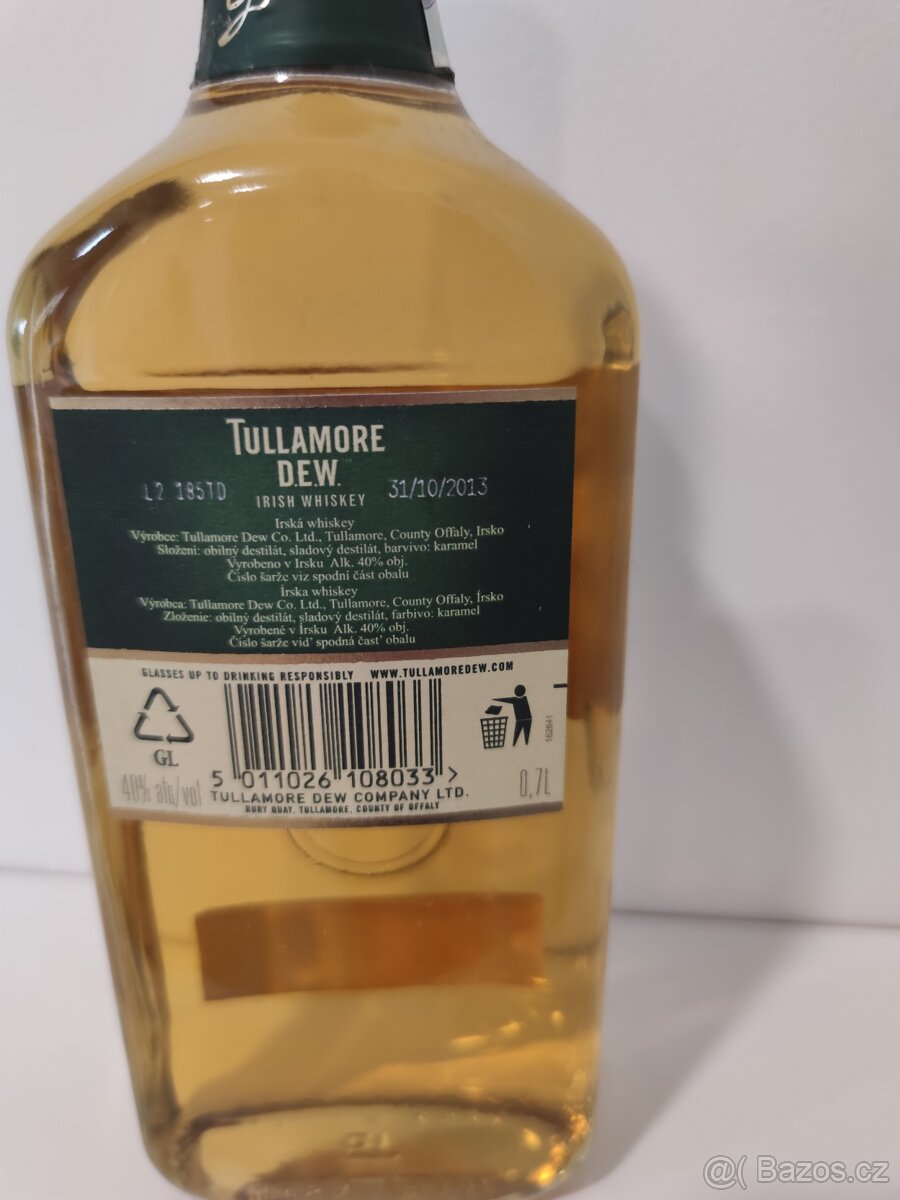 TULLAMORE
D.E.W.
L2 185TD
IRISH WHISKEY
31/10/2013
Irská whiskey
Výrobce: Tullamore Dew Co. Ltd., Tullamore, County Offaly, Irsko
Složení: obilný destilát, sladový destilát, barvivo: karamel
Vyrobeno v Irsku Alk. 40% obj.
Číslo šarže viz spodní část obalu
Írska whiskey
Výrobca: Tullamore Dew Co. Ltd., Tullamore, County Offaly, Írsko
Zloženie: obilný destilát, sladový destilát, farbivo: karamel
Vyrobené v Írsku Alk. 40% obj.
Číslo šarže viď spodná časť obalu
GLASSES UP TO DRINKING RESPONSIBLY WWW.TULLAMOREDEW.COM
GL
5 011026 108033 >
162641
40% alc/vol
TULLAMORE DEW COMPANY LTD.
0,7L
BURY QUAY, TULLAMORE, COUNTY OF OFFALY
@( Bazos.cz